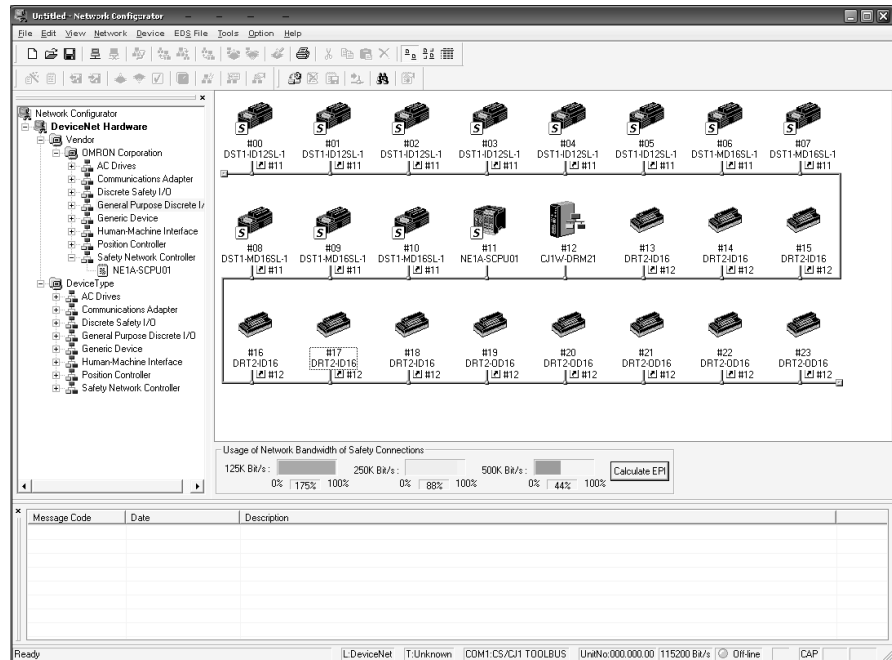 Untitled - Network Configurator
File Edit View Network Device EDS File Tools Option Help
Network Configurator
DeviceNet Hardware
Vendor
OMRON Corporation
AC Drives
Communications Adapter
Discrete Safety I/O
General Purpose Discrete I/
Generic Device
Human-Machine Interface
Position Controller
Safety Network Controller
NE1A-SCPU01
DeviceType
AC Drives
Communications Adapter
Discrete Safety I/O
General Purpose Discrete I/O
Generic Device
Human-Machine Interface
Position Controller
Safety Network Controller
#00 #01 #02 #03 #04 #05 #06 #07
DST1-ID12SL-1 DST1-ID12SL-1 DST1-ID12SL-1 DST1-ID12SL-1 DST1-ID12SL-1 DST1-ID12SL-1 DST1-MD16SL-1 DST1-MD16SL-1
#11 #11 #11 #11 #11 #11 #11 #11
#08 #09 #10 #11 #12 #13 #14 #15
DST1-MD16SL-1 DST1-MD16SL-1 DST1-MD16SL-1 NE1A-SCPU01 CJ1W-DRM21 DRT2-ID16 DRT2-ID16 DRT2-ID16
#11 #11 #11 #12 #12 #12
#16 #17 #18 #19 #20 #21 #22 #23
DRT2-ID16 DRT2-ID16 DRT2-OD16 DRT2-OD16 DRT2-OD16 DRT2-OD16 DRT2-OD16 DRT2-OD16
#12 #12 #12 #12 #12 #12 #12 #12
Usage of Network Bandwidth of Safety Connections
125K Bit/s : 250K Bit/s : 500K Bit/s : Calculate EPI
0% 175% 100% 0% 88% 100% 0% 44% 100%
Message Code Date Description
Ready L:DeviceNet T:Unknown COM1:CS/CJ1 TOOLBUS UnitNo:000.000.00 115200 Bit/s Off-line CAP